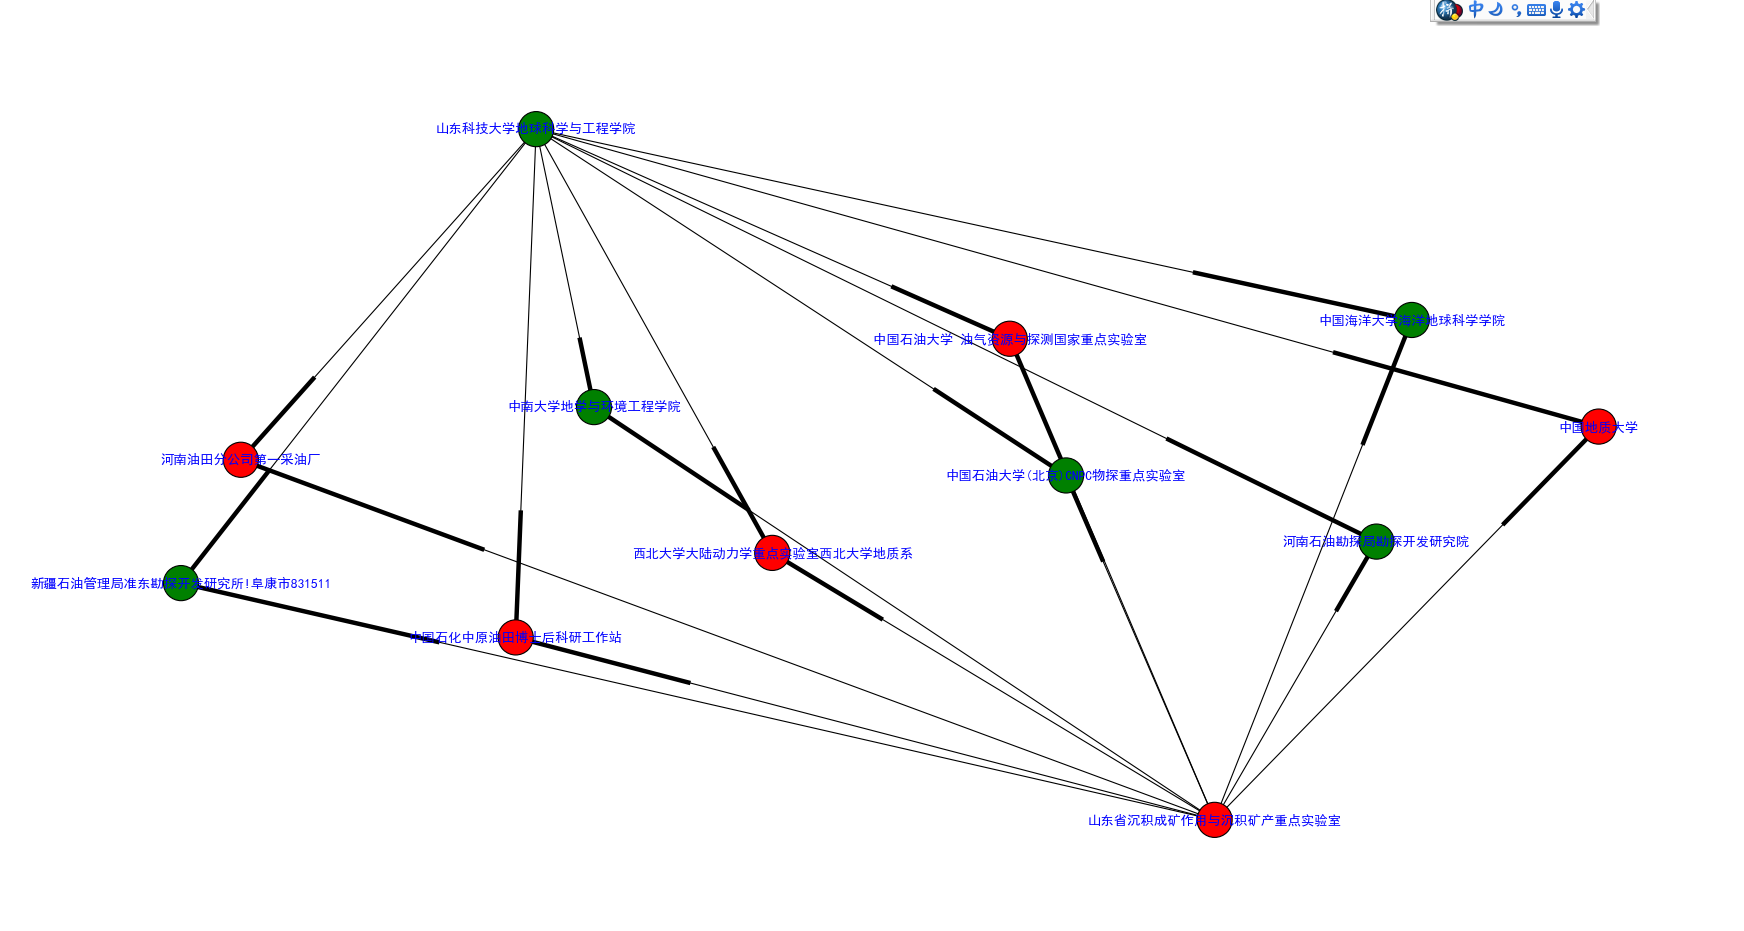 中
山东科技大学地球科学与工程学院
中国海洋大学海洋地球科学学院
中国石油大学 油气资源与探测国家重点实验室
中南大学地学与环境工程学院
中国地质大学
河南油田分公司第一采油厂
中国石油大学(北京)CNPC物探重点实验室
河南石油勘探局勘探开发研究院
西北大学大陆动力学重点实验室西北大学地质系
新疆石油管理局准东勘探开发研究所!阜康市831511
中国石化中原油田博士后科研工作站
山东省沉积成矿作用与沉积矿产重点实验室